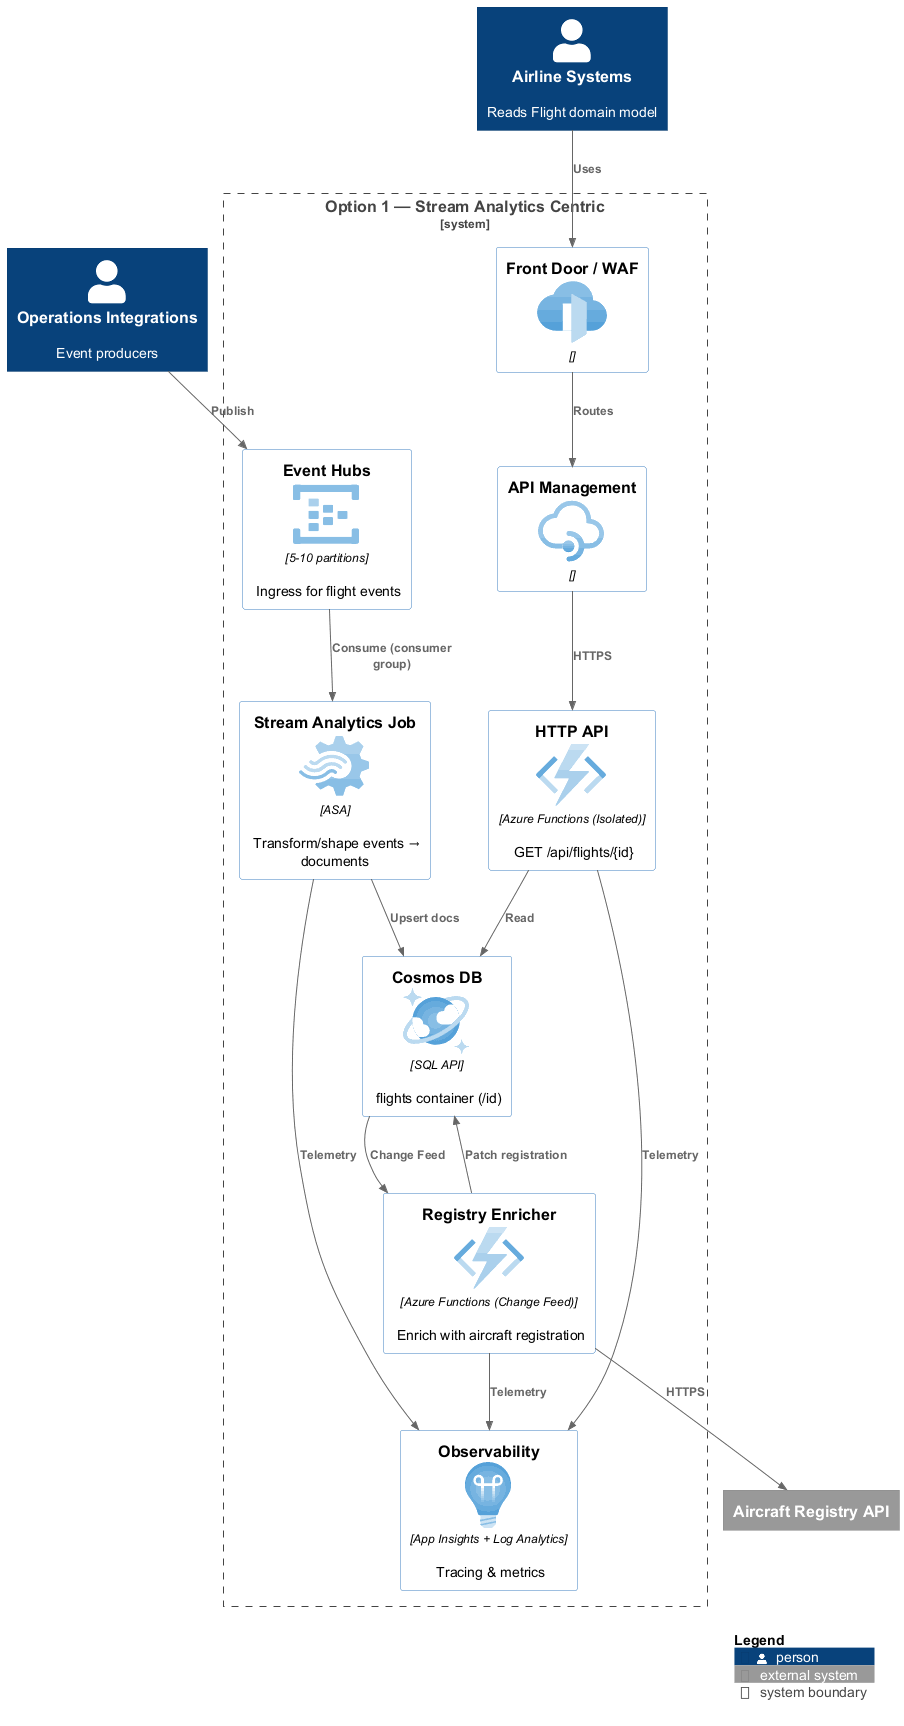 Airline Systems
Reads Flight domain model
Uses
Option 1 — Stream Analytics Centric
[system]
Operations Integrations
Event producers
Front Door / WAF
[]
Publish
Routes
Event Hubs
[5-10 partitions]
Ingress for flight events
API Management
[]
Consume (consumer
group)
HTTPS
Stream Analytics Job
[ASA]
Transform/shape events →
documents
HTTP API
[Azure Functions (Isolated)]
GET /api/flights/{id}
Upsert docs
Read
Cosmos DB
[SQL API]
flights container (/id)
Telemetry
Change Feed
Patch registration
Telemetry
Registry Enricher
[Azure Functions (Change Feed)]
Enrich with aircraft registration
Telemetry
HTTPS
Observability
[App Insights + Log Analytics]
Tracing & metrics
Aircraft Registry API
Legend
person
external system
system boundary